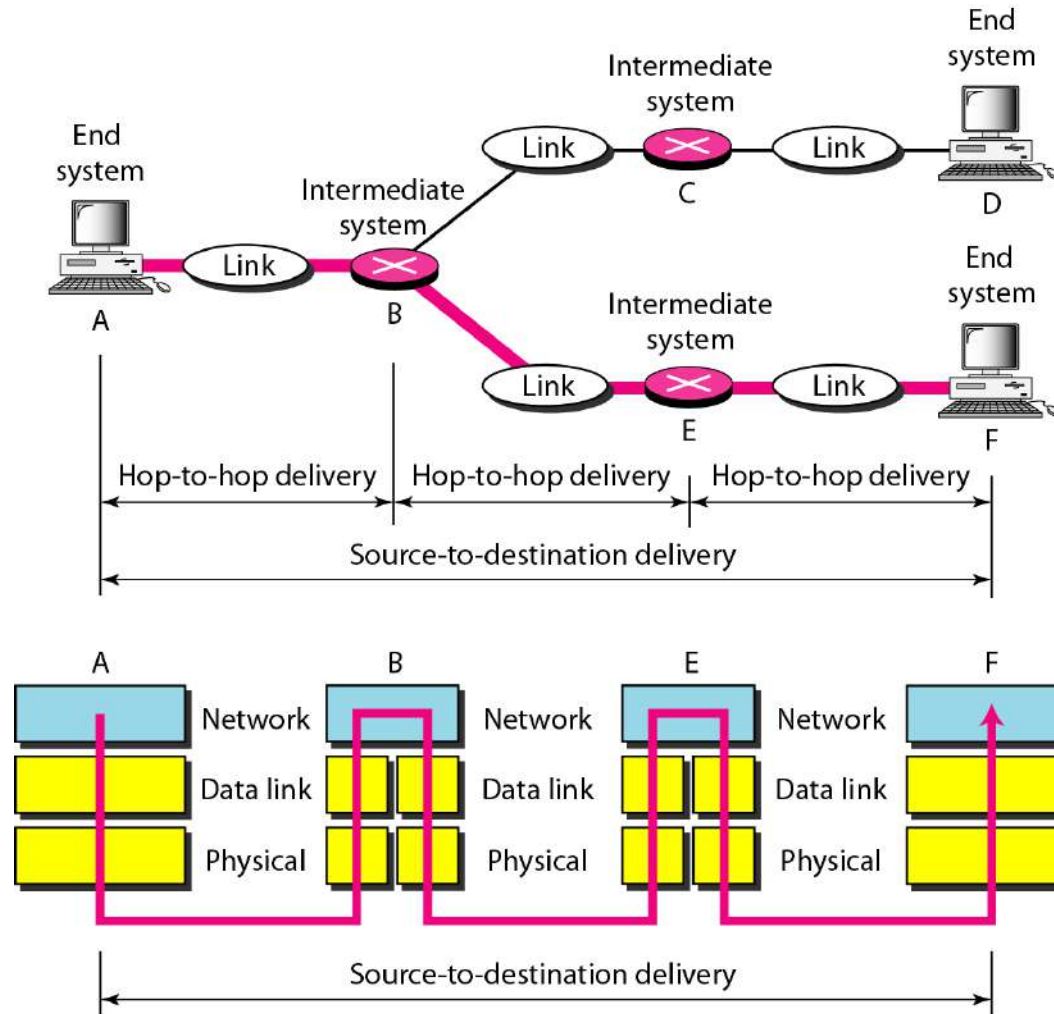 End
system
Intermediate
system
End
system
Link
Link
Intermediate
system
C
D
Link
End
system
A
B
Intermediate
system
Link
Link
E
F
Hop-to-hop delivery
Hop-to-hop delivery
Hop-to-hop delivery
Source-to-destination delivery
A
B
E
F
Network
Network
Network
Data link
Data link
Data link
Physical
Physical
Physical
Source-to-destination delivery